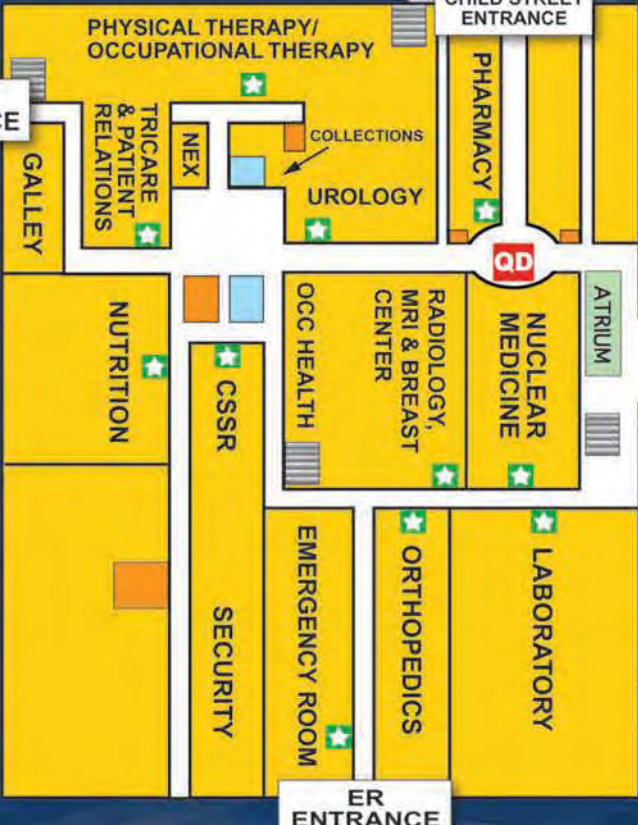 CHILD STREET
ENTRANCE
PHYSICAL THERAPY/
OCCUPATIONAL THERAPY
CE
GALLEY
TRICARE
& PATIENT
RELATIONS
NEX
COLLECTIONS
UROLOGY
PHARMACY
QD
NUTRITION
CSSR
OCC HEALTH
RADIOLOGY,
MRI & BREAST
CENTER
NUCLEAR
MEDICINE
ATRIUM
SECURITY
EMERGENCY ROOM
ORTHOPEDICS
LABORATORY
ER
ENTRANCE